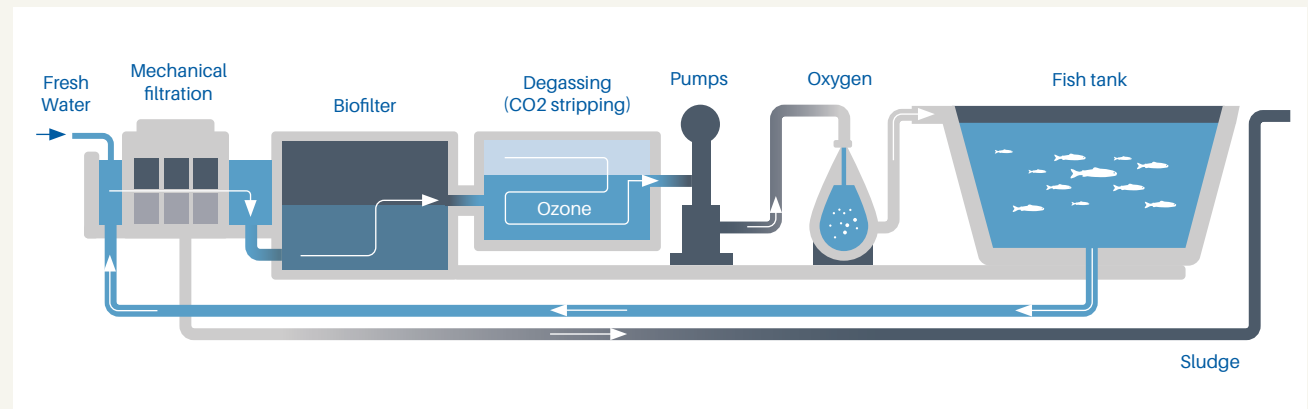 Fresh
Water
Mechanical
filtration
Biofilter
Degassing
(CO2 stripping)
Pumps
Oxygen
Fish tank
Ozone
Sludge